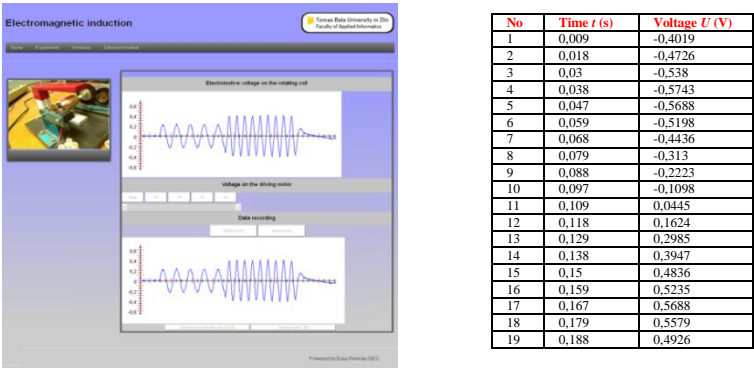 Electromagnetic induction
Tomas Bata University in Zlín
Faculty of Applied Informatics
Electromotive voltage on the rotating coil
0,6
0,4
0,2
0
-0,2
-0,4
-0,6
Voltage on the driving motor
Data recording
0,6
0,4
0,2
0
-0,2
-0,4
-0,6
Powered by Easy Remote ISES
No Time t (s) Voltage U (V)
1 0,009 -0,4019
2 0,018 -0,4726
3 0,03 -0,538
4 0,038 -0,5743
5 0,047 -0,5688
6 0,059 -0,5198
7 0,068 -0,4436
8 0,079 -0,313
9 0,088 -0,2223
10 0,097 -0,1098
11 0,109 0,0445
12 0,118 0,1624
13 0,129 0,2985
14 0,138 0,3947
15 0,15 0,4836
16 0,159 0,5235
17 0,167 0,5688
18 0,179 0,5579
19 0,188 0,4926